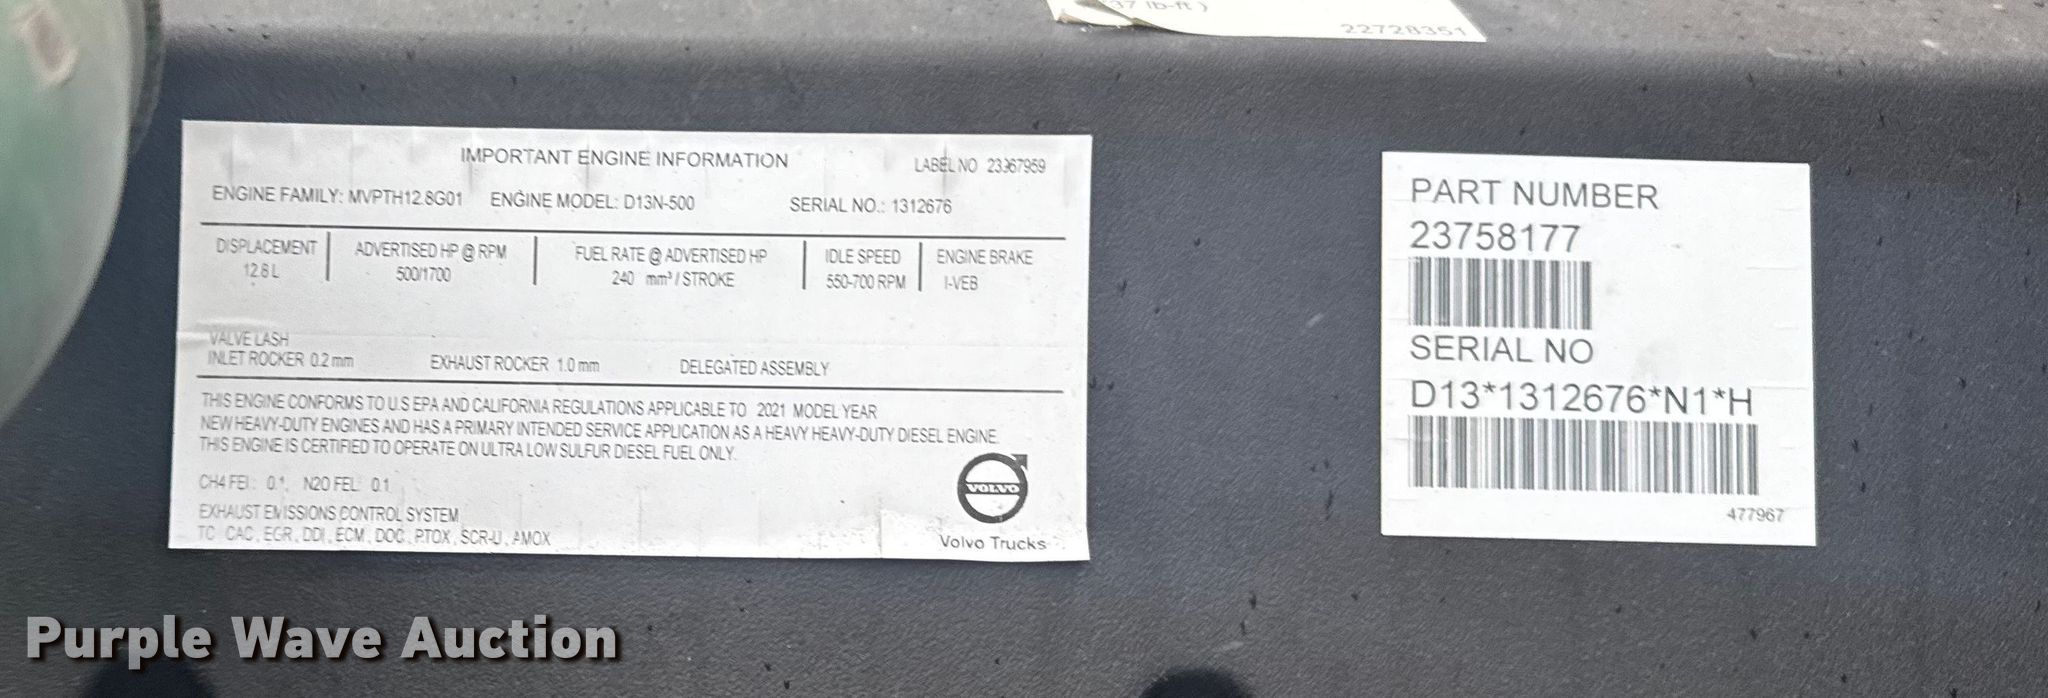 37 lb-ft )
22728351
IMPORTANT ENGINE INFORMATION
LABEL NO 23367959
ENGINE FAMILY: MVPTH12.8G01 ENGINE MODEL: D13N-500 SERIAL NO.: 1312676
DISPLACEMENT ADVERTISED HP @ RPM FUEL RATE @ ADVERTISED HP IDLE SPEED ENGINE BRAKE
12.8 L 500/1700 240 mm³ / STROKE 550-700 RPM I-VEB
VALVE LASH
INLET ROCKER 0.2 mm EXHAUST ROCKER 1.0 mm DELEGATED ASSEMBLY
THIS ENGINE CONFORMS TO U.S EPA AND CALIFORNIA REGULATIONS APPLICABLE TO 2021 MODEL YEAR
NEW HEAVY-DUTY ENGINES AND HAS A PRIMARY INTENDED SERVICE APPLICATION AS A HEAVY HEAVY-DUTY DIESEL ENGINE.
THIS ENGINE IS CERTIFIED TO OPERATE ON ULTRA LOW SULFUR DIESEL FUEL ONLY.
CH4 FEL: 0.1, N2O FEL: 0.1
EXHAUST EMISSIONS CONTROL SYSTEM
TC, CAC, EGR, DDI, ECM, DOC, PTOX, SCR-U, AMOX
VOLVO
Volvo Trucks
PART NUMBER
23758177
SERIAL NO
D13*1312676*N1*H
477967
Purple Wave Auction